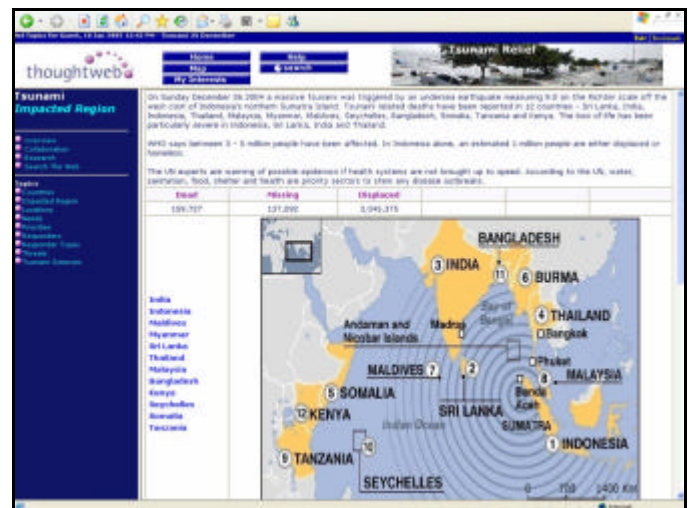 Tsunami Relief
thoughtweb
Home
Help
Map
Search
My Interests
Tsunami
Impacted Region
Overview
Collaboration
Research
Search The Web
Topics
Countries
Impacted Region
Locations
Needs
Priorities
Responders
Responder Types
Threats
Tsunami Sciences
On Sunday December 26,2004 a massive tsunami was triggered by an undersea earthquake measuring 9.0 on the Richter scale off the
west coast of Indonesia's northern Sumatra Island. Tsunami related deaths have been reported in 12 countries - Sri Lanka, India,
Indonesia, Thailand, Malaysia, Myanmar, Maldives, Seychelles, Bangladesh, Somalia, Tanzania and Kenya. The loss of life has been
particularly severe in Indonesia, Sri Lanka, India and Thailand.
WHO says between 3 - 5 million people have been affected. In Indonesia alone, an estimated 1 million people are either displaced or
homeless.
The UN experts are warning of possible epidemics if health systems are not brought up to speed. According to the UN, water,
sanitation, food, shelter and health are priority sectors to stem any disease outbreaks.
Dead Missing Displaced
India
Indonesia
Maldives
Myanmar
Sri Lanka
Thailand
Malaysia
Bangladesh
Kenya
Seychelles
Somalia
Tanzania
BANGLADESH
3 INDIA
11
6 BURMA
Bay of
Bengal
4 THAILAND
Bangkok
Andaman and
Nicobar Islands
Madras
Phuket
MALDIVES 7
2
8 MALAYSIA
Banda
Aceh
5 SOMALIA
SRI LANKA
SUMATRA
12 KENYA
Indian Ocean
1 INDONESIA
10
9 TANZANIA
SEYCHELLES
0 700 1400 Km